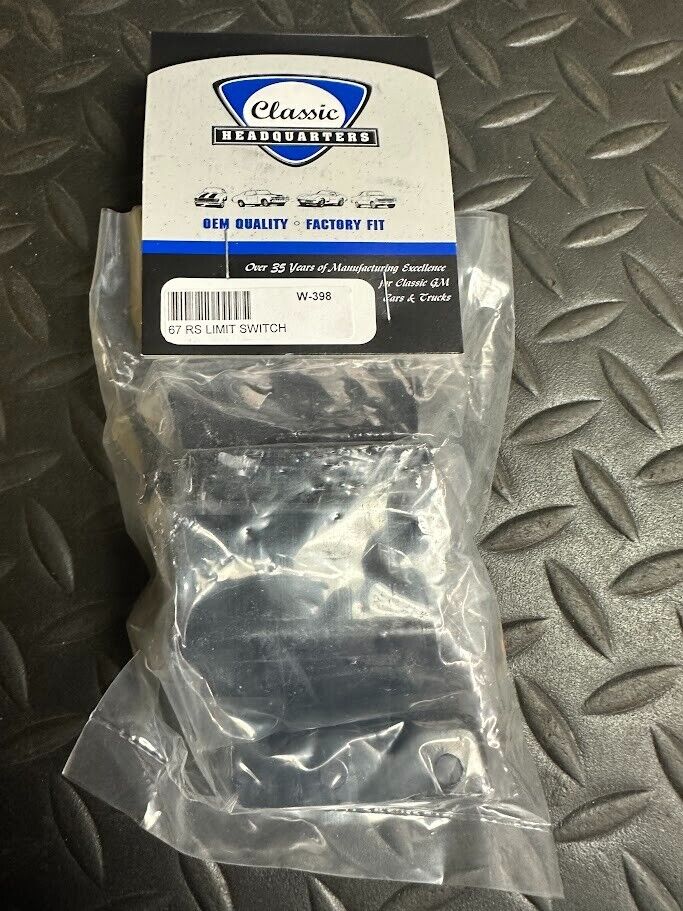 Classic
HEADQUARTERS
OEM QUALITY ◦ FACTORY FIT
Over 35 Years of Manufacturing Excellence
for Classic GM
Cars & Trucks
W-398
67 RS LIMIT SWITCH